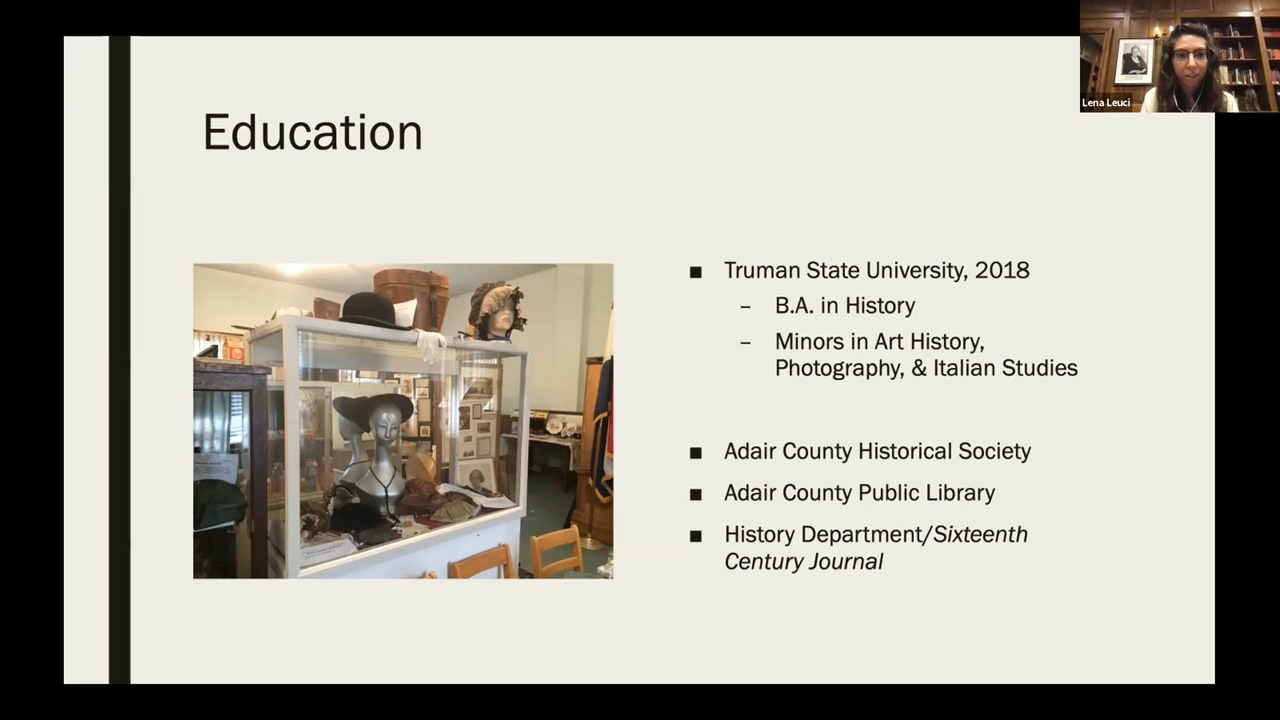 Lena Leuci
Education
■ Truman State University, 2018
– B.A. in History
– Minors in Art History,
Photography, & Italian Studies
■ Adair County Historical Society
■ Adair County Public Library
■ History Department/Sixteenth
Century Journal